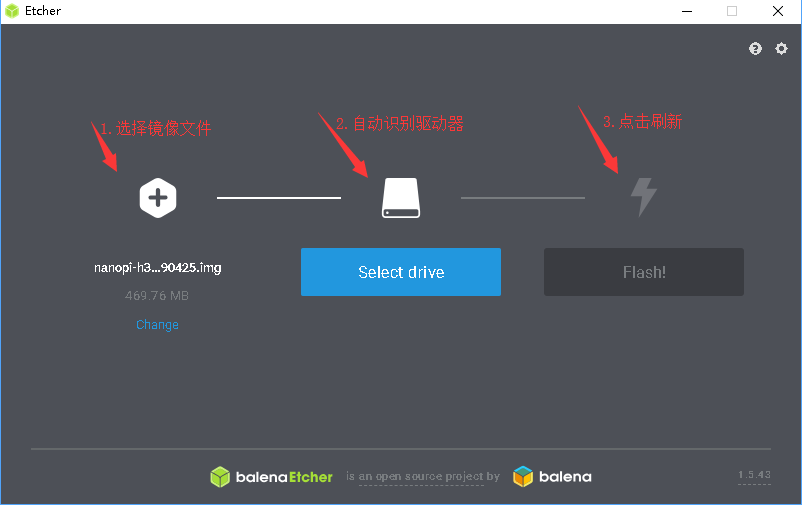 Etcher
1.选择镜像文件
2.自动识别驱动器
3.点击刷新
nanopi-h3...90425.img
469.76 MB
Change
Select drive
Flash!
balenaEtcher is an open source project by balena
1.5.43